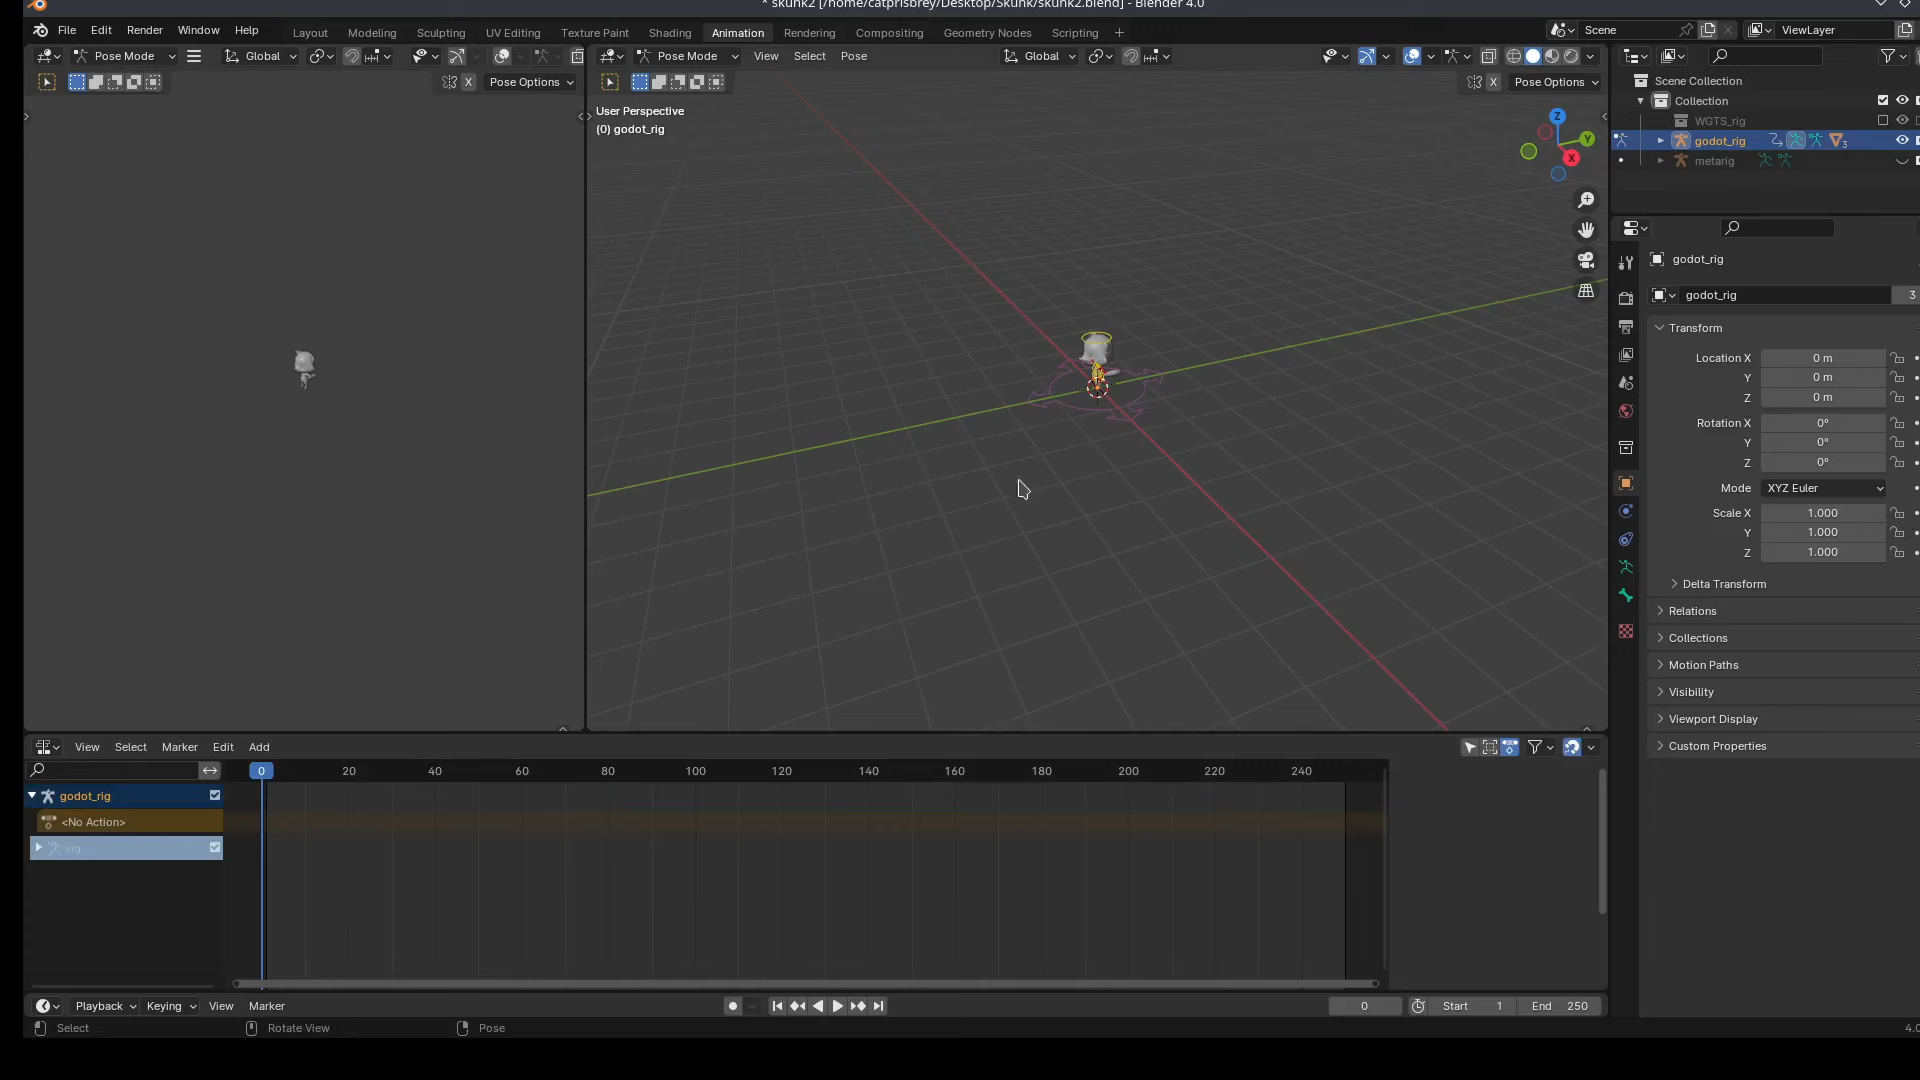 * skunk2 [/home/catprisbrey/Desktop/Skunk/skunk2.blend] - Blender 4.0
File Edit Render Window Help Layout Modeling Sculpting UV Editing Texture Paint Shading Animation Rendering Compositing Geometry Nodes Scripting + Scene ViewLayer
Pose Mode Global Pose Mode View Select Pose Global
X Pose Options X Pose Options
Scene Collection
Collection
WGTS_rig
godot_rig 3
metarig
User Perspective
(0) godot_rig
Z
Y
X
godot_rig
godot_rig 3
Transform
Location X 0 m
Y 0 m
Z 0 m
Rotation X 0°
Y 0°
Z 0°
Mode XYZ Euler
Scale X 1.000
Y 1.000
Z 1.000
Delta Transform
Relations
Collections
Motion Paths
Visibility
Viewport Display
Custom Properties
View Select Marker Edit Add
0 20 40 60 80 100 120 140 160 180 200 220 240
godot_rig
<No Action>
rig
Playback Keying View Marker 0 Start 1 End 250
Select Rotate View Pose 4.0